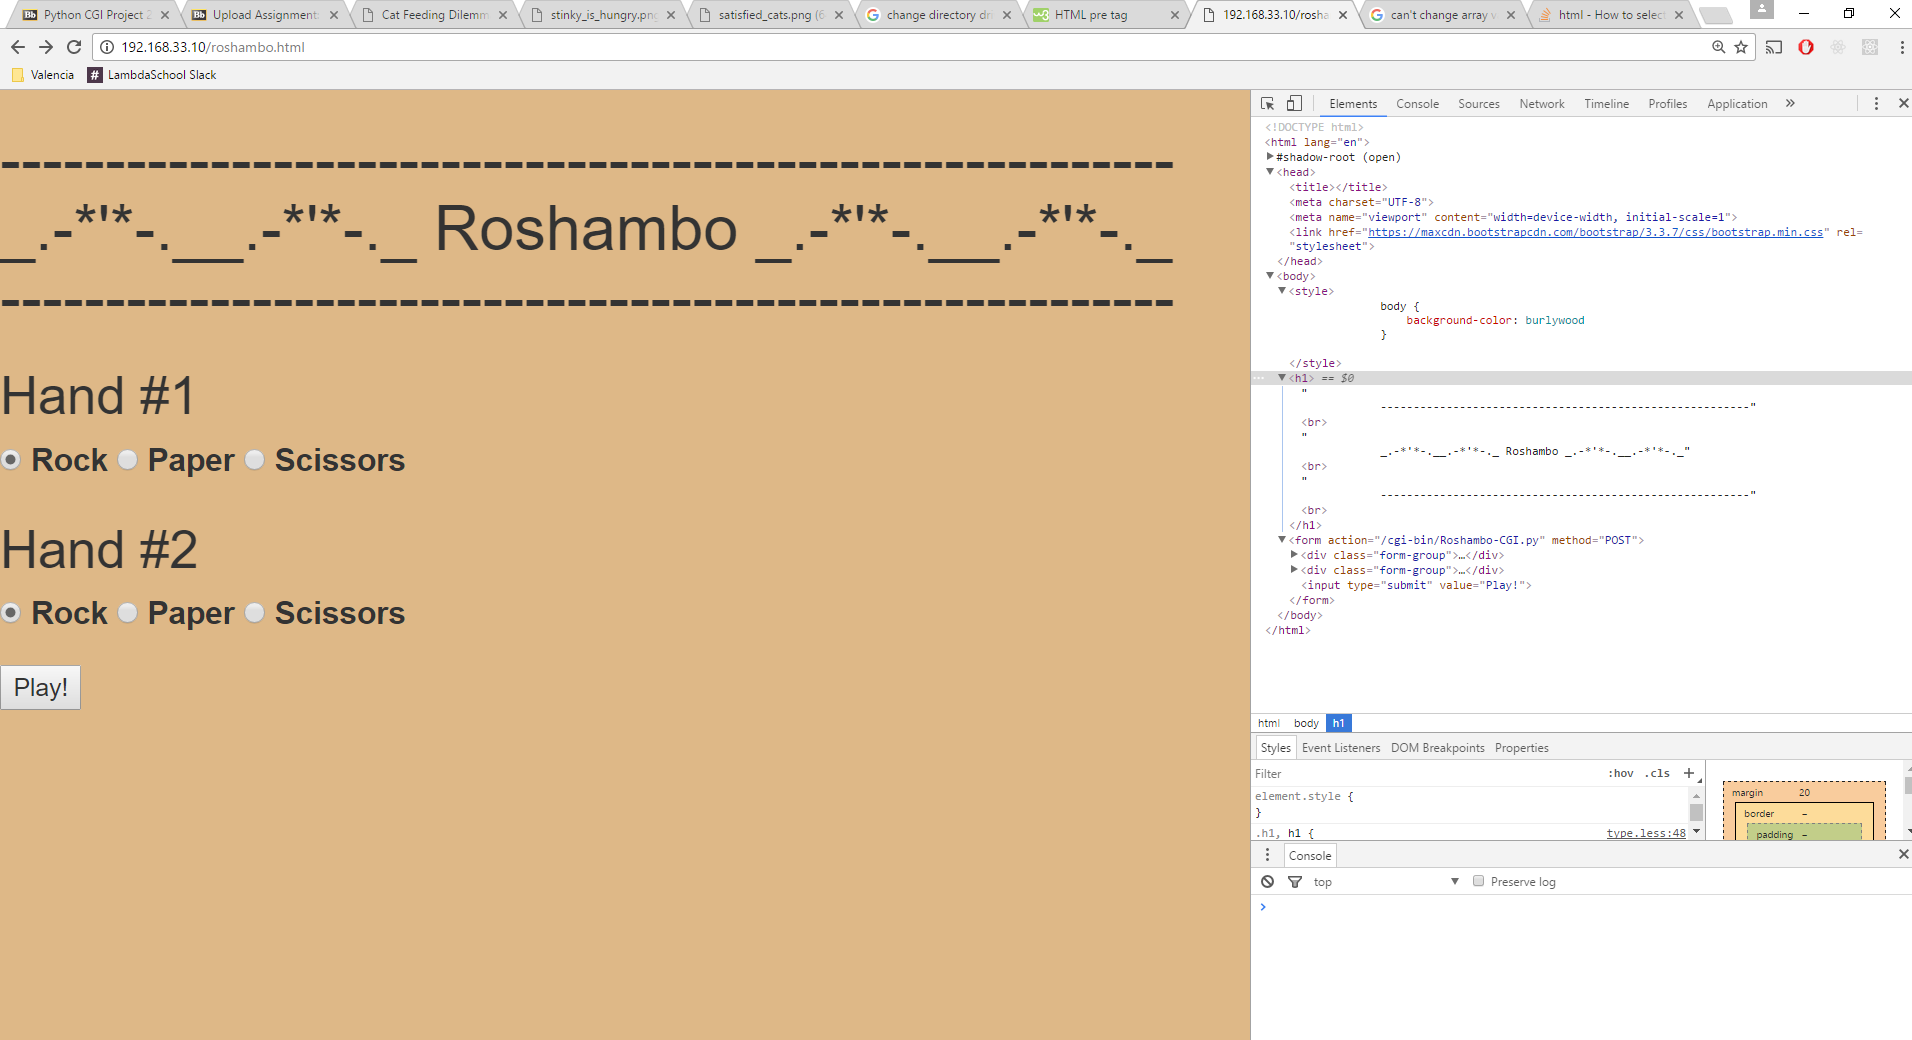 Python CGI Project 2
Upload Assignment:
Cat Feeding Dilemm
stinky_is_hungry.png
satisfied_cats.png (6
change directory dri
HTML pre tag
192.168.33.10/rosha
can't change array v
html - How to select
192.168.33.10/roshambo.html
Valencia
LambdaSchool Slack
--------------------------------------------------------
_.-*'*-.__.-*'*-._ Roshambo _.-*'*-.__.-*'*-._
--------------------------------------------------------
Hand #1
Rock Paper Scissors
Hand #2
Rock Paper Scissors
Play!
Elements Console Sources Network Timeline Profiles Application »
<!DOCTYPE html>
<html lang="en">
#shadow-root (open)
<head>
<title></title>
<meta charset="UTF-8">
<meta name="viewport" content="width=device-width, initial-scale=1">
<link href="https://maxcdn.bootstrapcdn.com/bootstrap/3.3.7/css/bootstrap.min.css" rel=
"stylesheet">
</head>
<body>
<style>
body {
background-color: burlywood
}
</style>
<h1> == $0
"
--------------------------------------------------------"
<br>
"
_.-*'*-.__.-*'*-._ Roshambo _.-*'*-.__.-*'*-._"
<br>
"
--------------------------------------------------------"
<br>
</h1>
<form action="/cgi-bin/Roshambo-CGI.py" method="POST">
<div class="form-group">…</div>
<div class="form-group">…</div>
<input type="submit" value="Play!">
</form>
</body>
</html>
html body h1
Styles Event Listeners DOM Breakpoints Properties
Filter :hov .cls +
element.style {
}
.h1, h1 { type.less:48
margin 20
border –
padding –
Console
top Preserve log